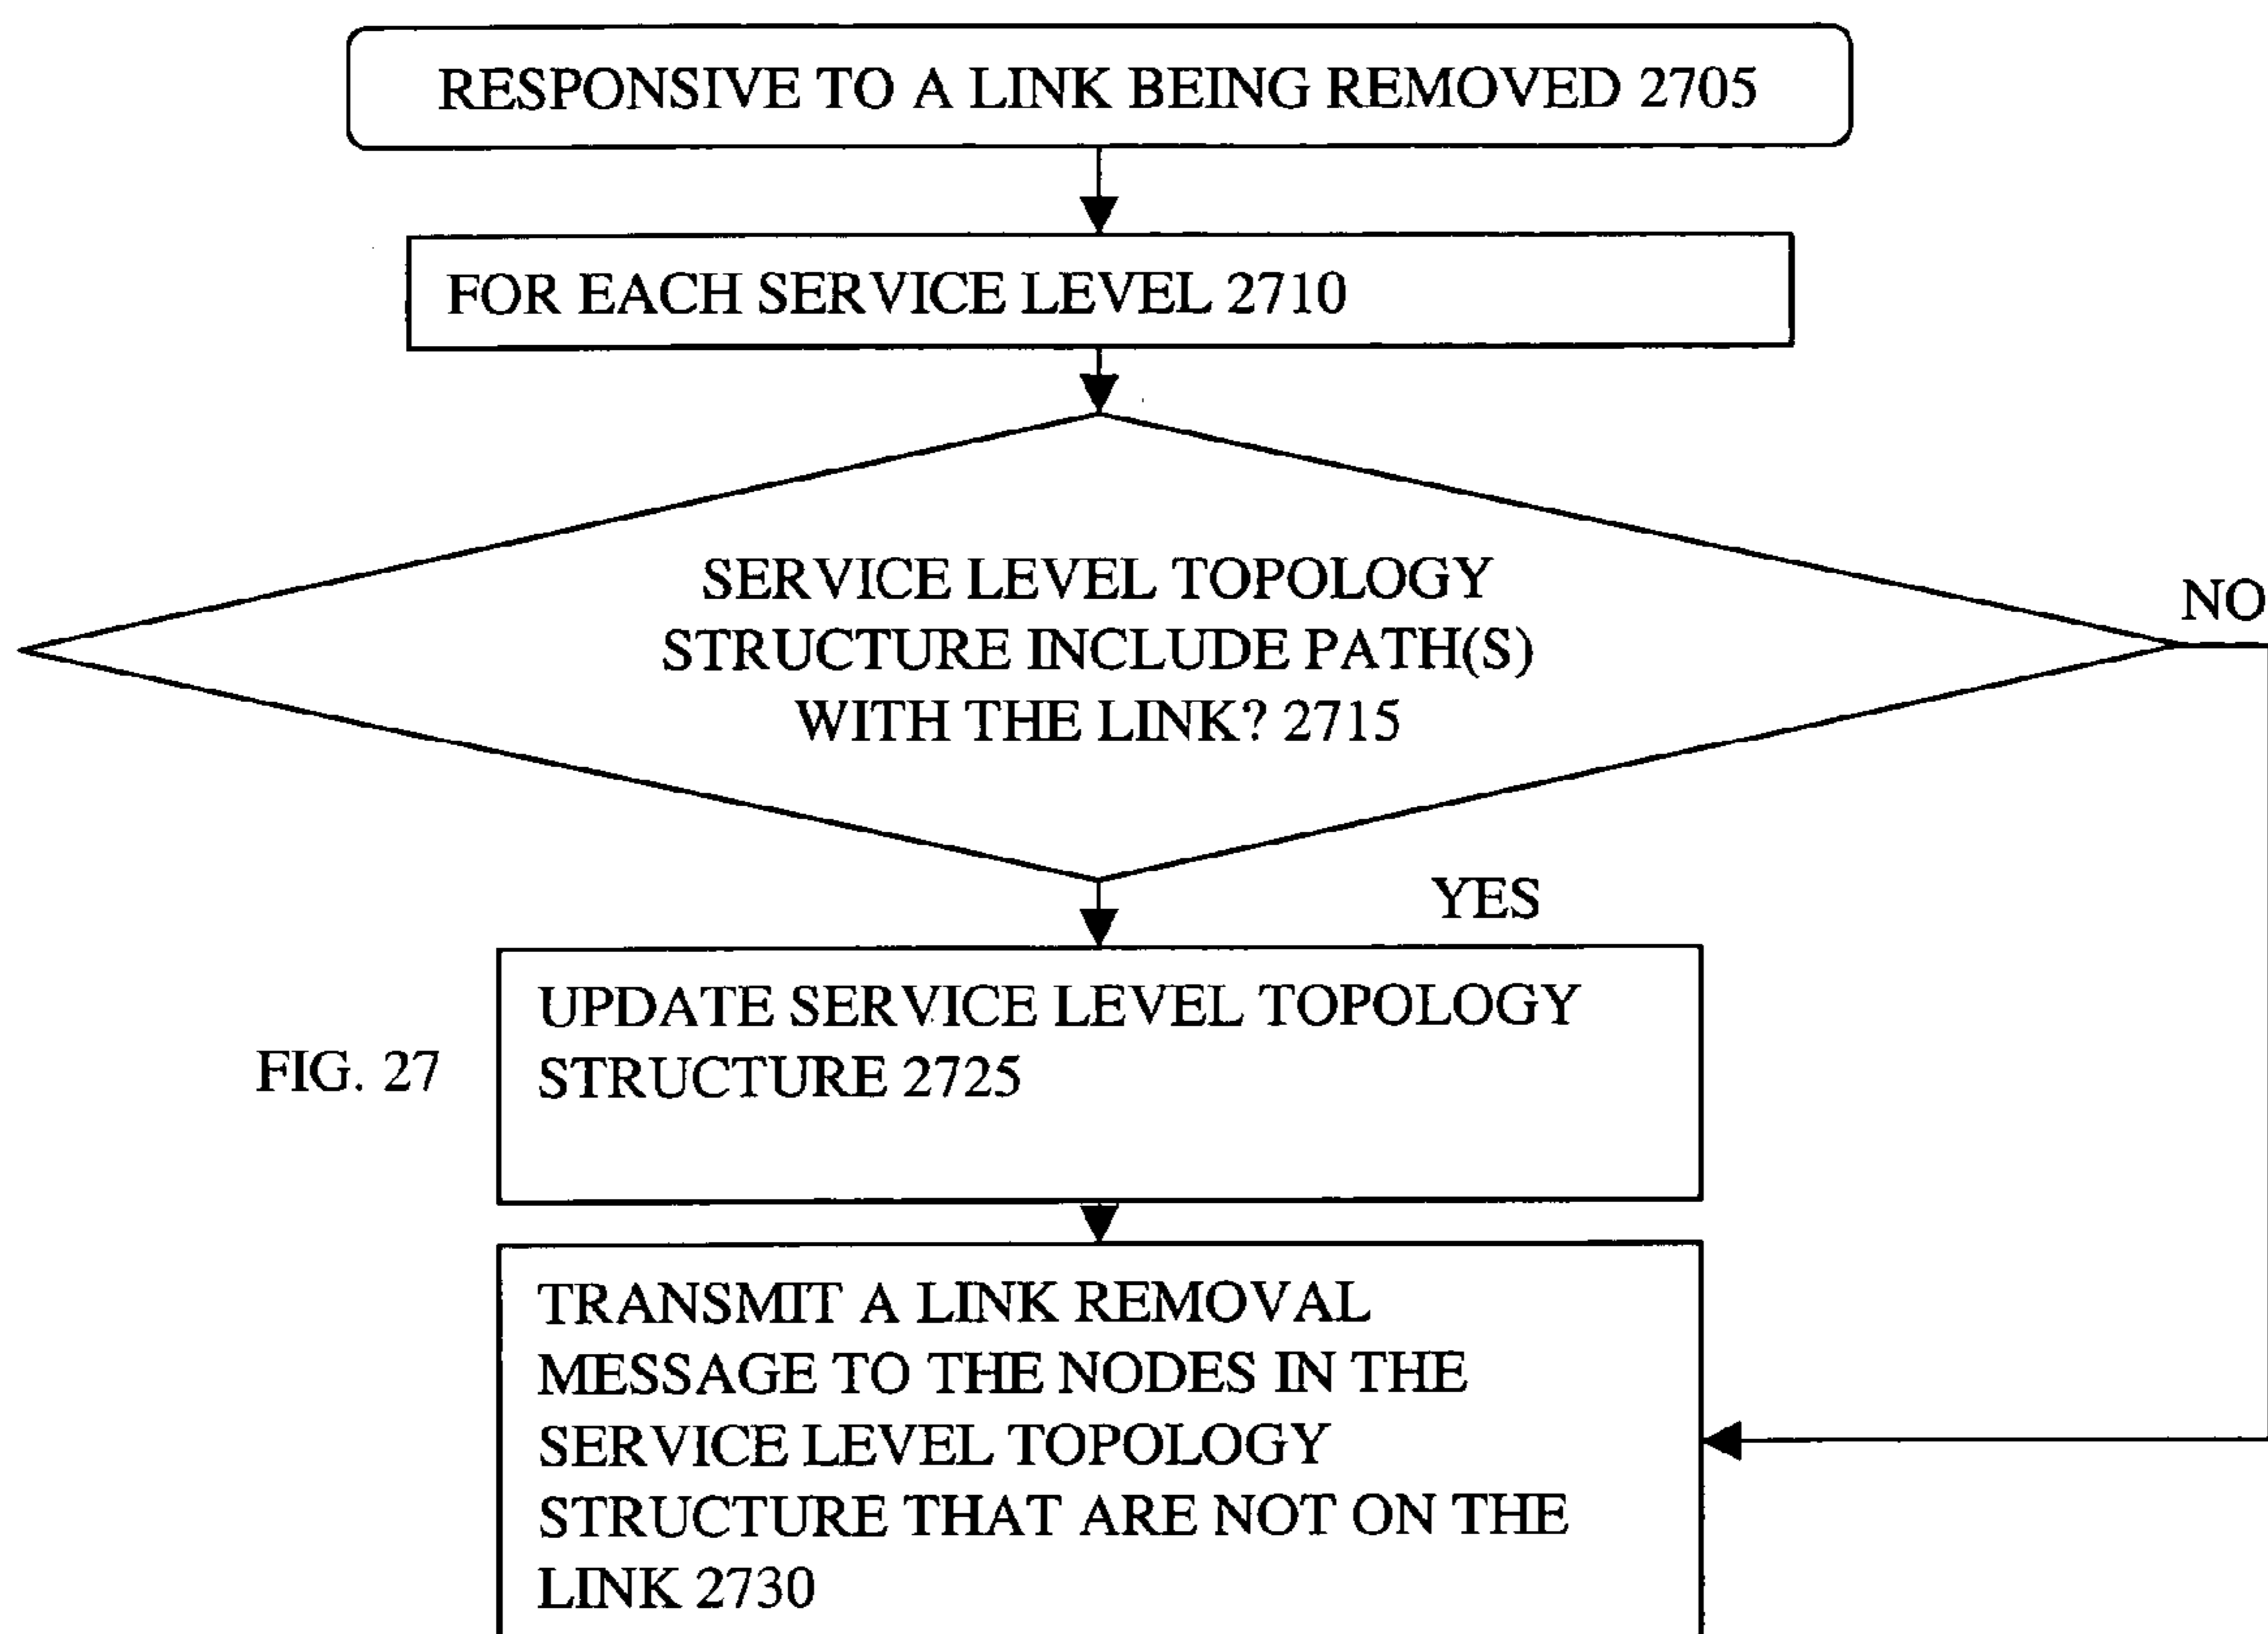 RESPONSIVE TO A LINK BEING REMOVED 2705
FOR EACH SERVICE LEVEL 2710
SERVICE LEVEL TOPOLOGY
STRUCTURE INCLUDE PATH(S)
WITH THE LINK? 2715
NO
YES
UPDATE SERVICE LEVEL TOPOLOGY
STRUCTURE 2725
FIG. 27
TRANSMIT A LINK REMOVAL
MESSAGE TO THE NODES IN THE
SERVICE LEVEL TOPOLOGY
STRUCTURE THAT ARE NOT ON THE
LINK 2730